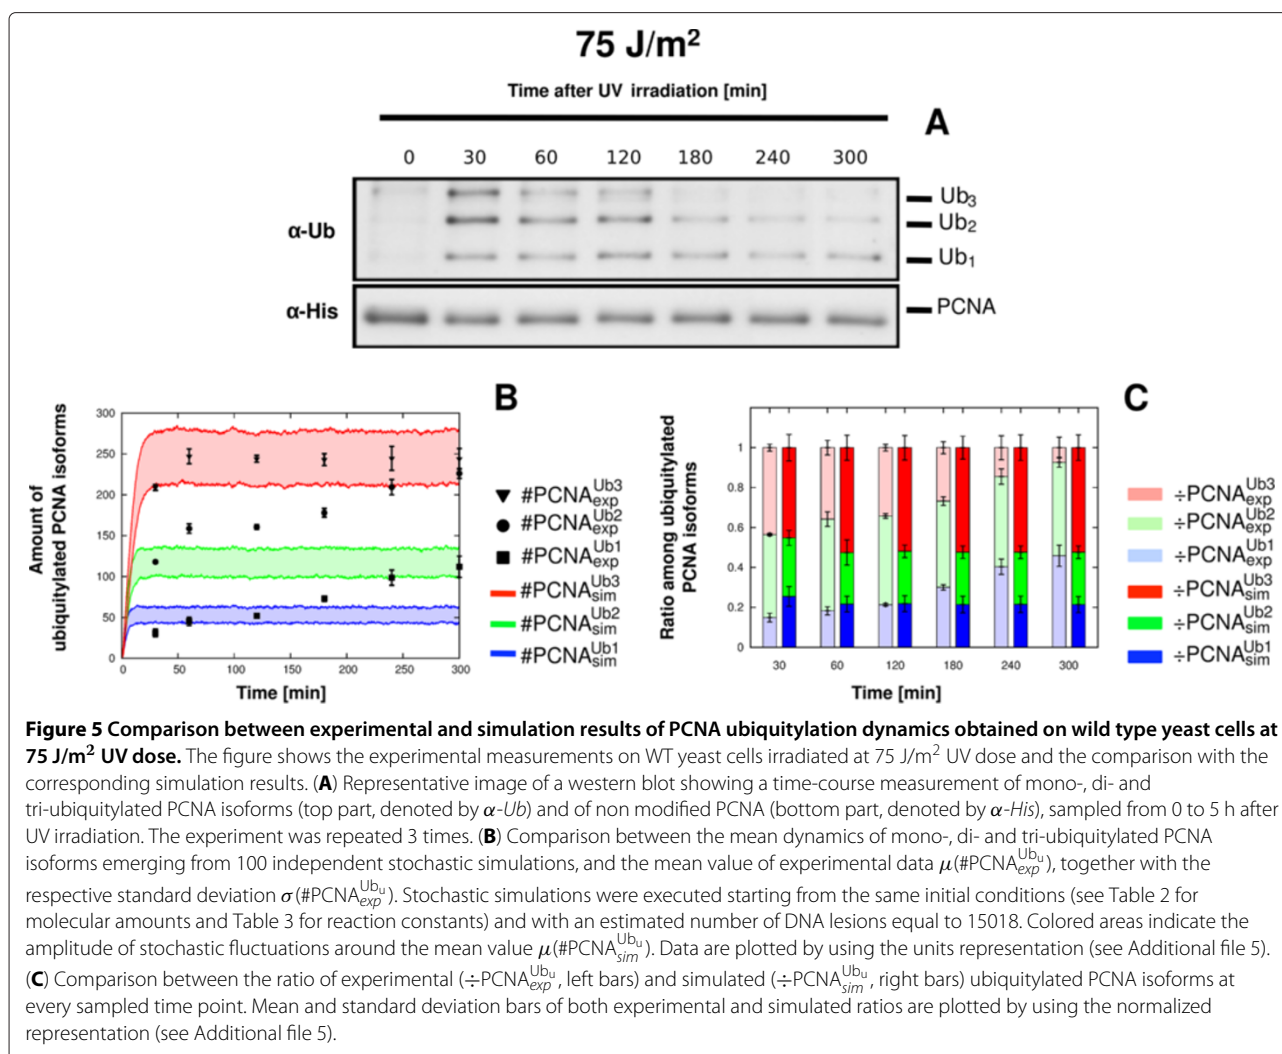 75 J/m²
Time after UV irradiation [min]
A
0 30 60 120 180 240 300
α-Ub
Ub₃
Ub₂
Ub₁
α-His
PCNA
B
Amount of
ubiquitylated PCNA isoforms
300
250
200
150
100
50
0
0 50 100 150 200 250 300
Time [min]
#PCNA^Ub3_exp
#PCNA^Ub2_exp
#PCNA^Ub1_exp
#PCNA^Ub3_sim
#PCNA^Ub2_sim
#PCNA^Ub1_sim
C
Ratio among ubiquitylated
PCNA isoforms
1
0.8
0.6
0.4
0.2
0
30 60 120 180 240 300
Time [min]
÷PCNA^Ub3_exp
÷PCNA^Ub2_exp
÷PCNA^Ub1_exp
÷PCNA^Ub3_sim
÷PCNA^Ub2_sim
÷PCNA^Ub1_sim
Figure 5 Comparison between experimental and simulation results of PCNA ubiquitylation dynamics obtained on wild type yeast cells at
75 J/m² UV dose. The figure shows the experimental measurements on WT yeast cells irradiated at 75 J/m² UV dose and the comparison with the
corresponding simulation results. (A) Representative image of a western blot showing a time-course measurement of mono-, di- and
tri-ubiquitylated PCNA isoforms (top part, denoted by α-Ub) and of non modified PCNA (bottom part, denoted by α-His), sampled from 0 to 5 h after
UV irradiation. The experiment was repeated 3 times. (B) Comparison between the mean dynamics of mono-, di- and tri-ubiquitylated PCNA
isoforms emerging from 100 independent stochastic simulations, and the mean value of experimental data μ(#PCNA^Ub_u_exp), together with the
respective standard deviation σ(#PCNA^Ub_u_exp). Stochastic simulations were executed starting from the same initial conditions (see Table 2 for
molecular amounts and Table 3 for reaction constants) and with an estimated number of DNA lesions equal to 15018. Colored areas indicate the
amplitude of stochastic fluctuations around the mean value μ(#PCNA^Ub_u_sim). Data are plotted by using the units representation (see Additional file 5).
(C) Comparison between the ratio of experimental (÷PCNA^Ub_u_exp, left bars) and simulated (÷PCNA^Ub_u_sim, right bars) ubiquitylated PCNA isoforms at
every sampled time point. Mean and standard deviation bars of both experimental and simulated ratios are plotted by using the normalized
representation (see Additional file 5).